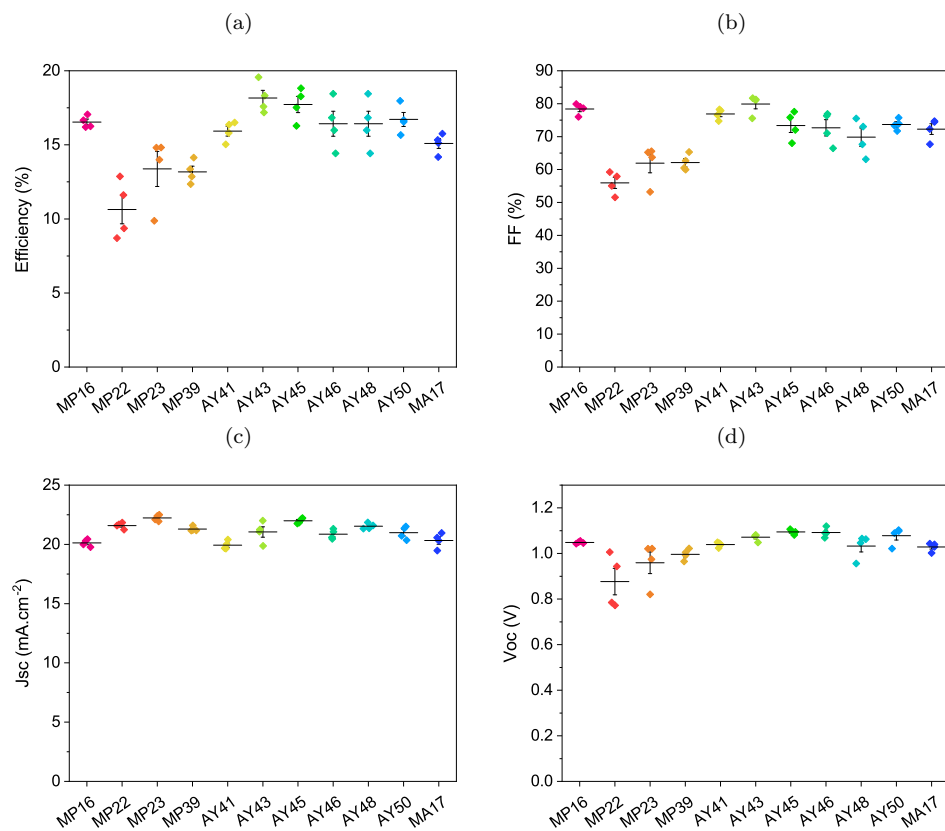 (a)
20
15
10
5
0
Efficiency (%)
MP16 MP22 MP23 MP39 AY41 AY43 AY45 AY46 AY48 AY50 MA17
(b)
90
80
70
60
50
40
30
20
10
0
FF (%)
MP16 MP22 MP23 MP39 AY41 AY43 AY45 AY46 AY48 AY50 MA17
(c)
25
20
15
10
5
0
Jsc (mA.cm⁻²)
MP16 MP22 MP23 MP39 AY41 AY43 AY45 AY46 AY48 AY50 MA17
(d)
1.2
1.0
0.8
0.6
0.4
0.2
0.0
Voc (V)
MP16 MP22 MP23 MP39 AY41 AY43 AY45 AY46 AY48 AY50 MA17